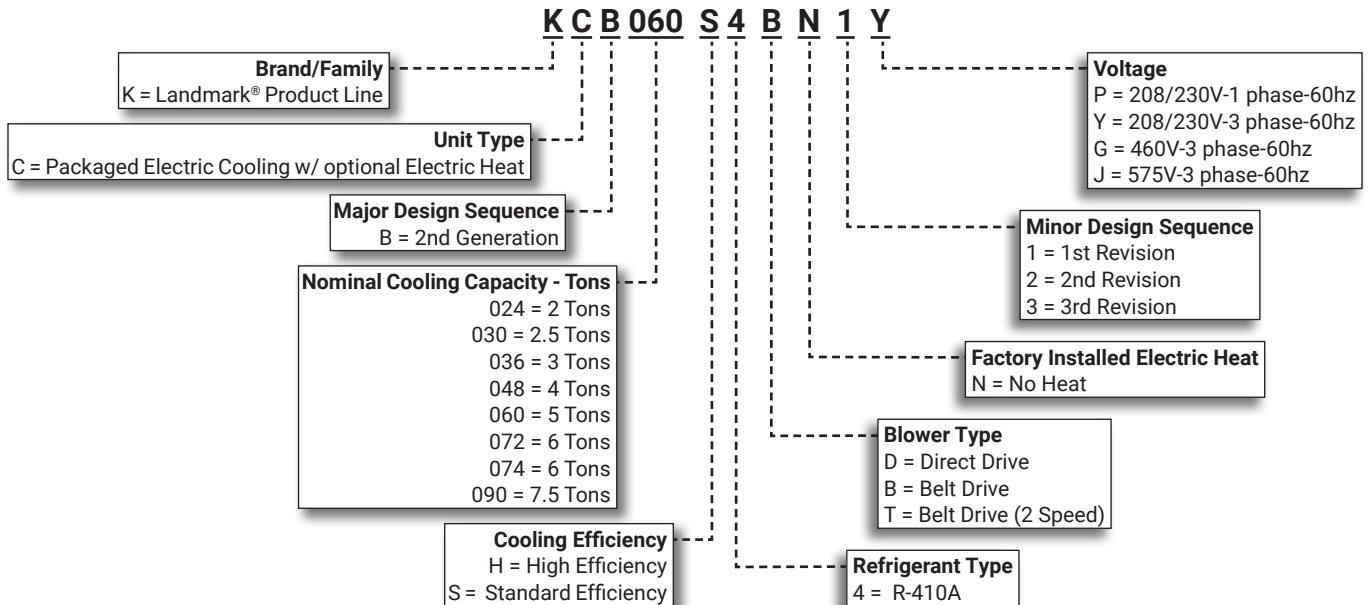 K C B 060 S 4 B N 1 Y
Brand/Family
K = Landmark® Product Line
Unit Type
C = Packaged Electric Cooling w/ optional Electric Heat
Major Design Sequence
B = 2nd Generation
Nominal Cooling Capacity - Tons
024 = 2 Tons
030 = 2.5 Tons
036 = 3 Tons
048 = 4 Tons
060 = 5 Tons
072 = 6 Tons
074 = 6 Tons
090 = 7.5 Tons
Cooling Efficiency
H = High Efficiency
S = Standard Efficiency
Voltage
P = 208/230V-1 phase-60hz
Y = 208/230V-3 phase-60hz
G = 460V-3 phase-60hz
J = 575V-3 phase-60hz
Minor Design Sequence
1 = 1st Revision
2 = 2nd Revision
3 = 3rd Revision
Factory Installed Electric Heat
N = No Heat
Blower Type
D = Direct Drive
B = Belt Drive
T = Belt Drive (2 Speed)
Refrigerant Type
4 = R-410A